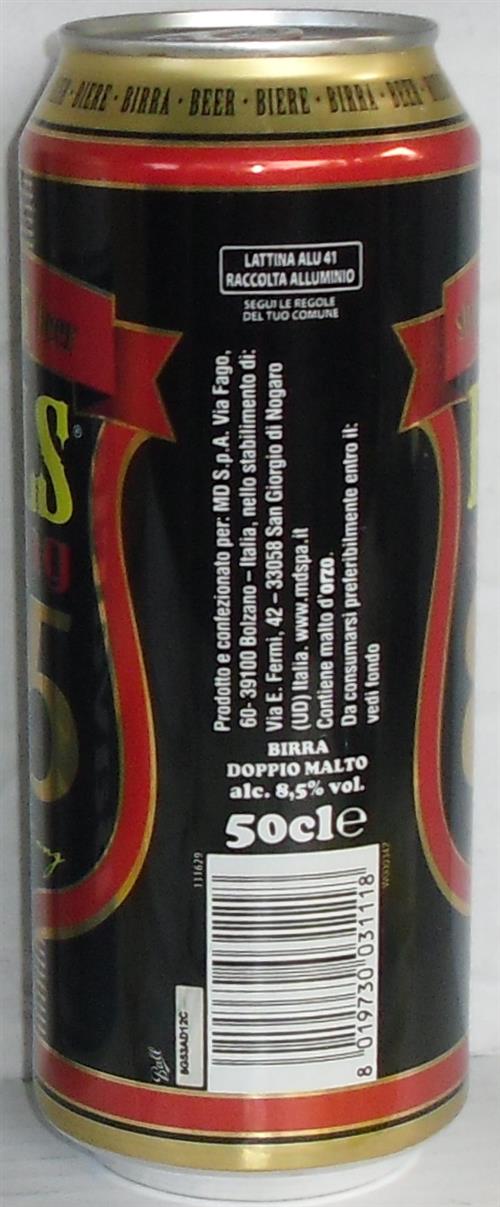 BIERE · BIRRA · BEER · BIERE · BIRRA · BEER
LATTINA ALU 41
RACCOLTA ALLUMINIO
SEGUI LE REGOLE
DEL TUO COMUNE
Prodotto e confezionato per: MD S.p.A. Via Fago,
60- 39100 Bolzano – Italia, nello stabilimento di:
Via E. Fermi, 42 - 33058 San Giorgio di Nogaro
(UD) Italia. www.mdspa.it
Contiene malto d'orzo.
Da consumarsi preferibilmente entro il:
vedi fondo
BIRRA
DOPPIO MALTO
alc. 8,5% vol.
50cl e
111629
8 019730 031118
Ball
S
5